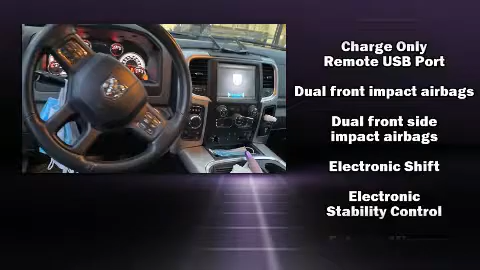 Charge Only
Remote USB Port
Dual front impact airbags
Dual front side
impact airbags
Electronic Shift
Electronic
Stability Control